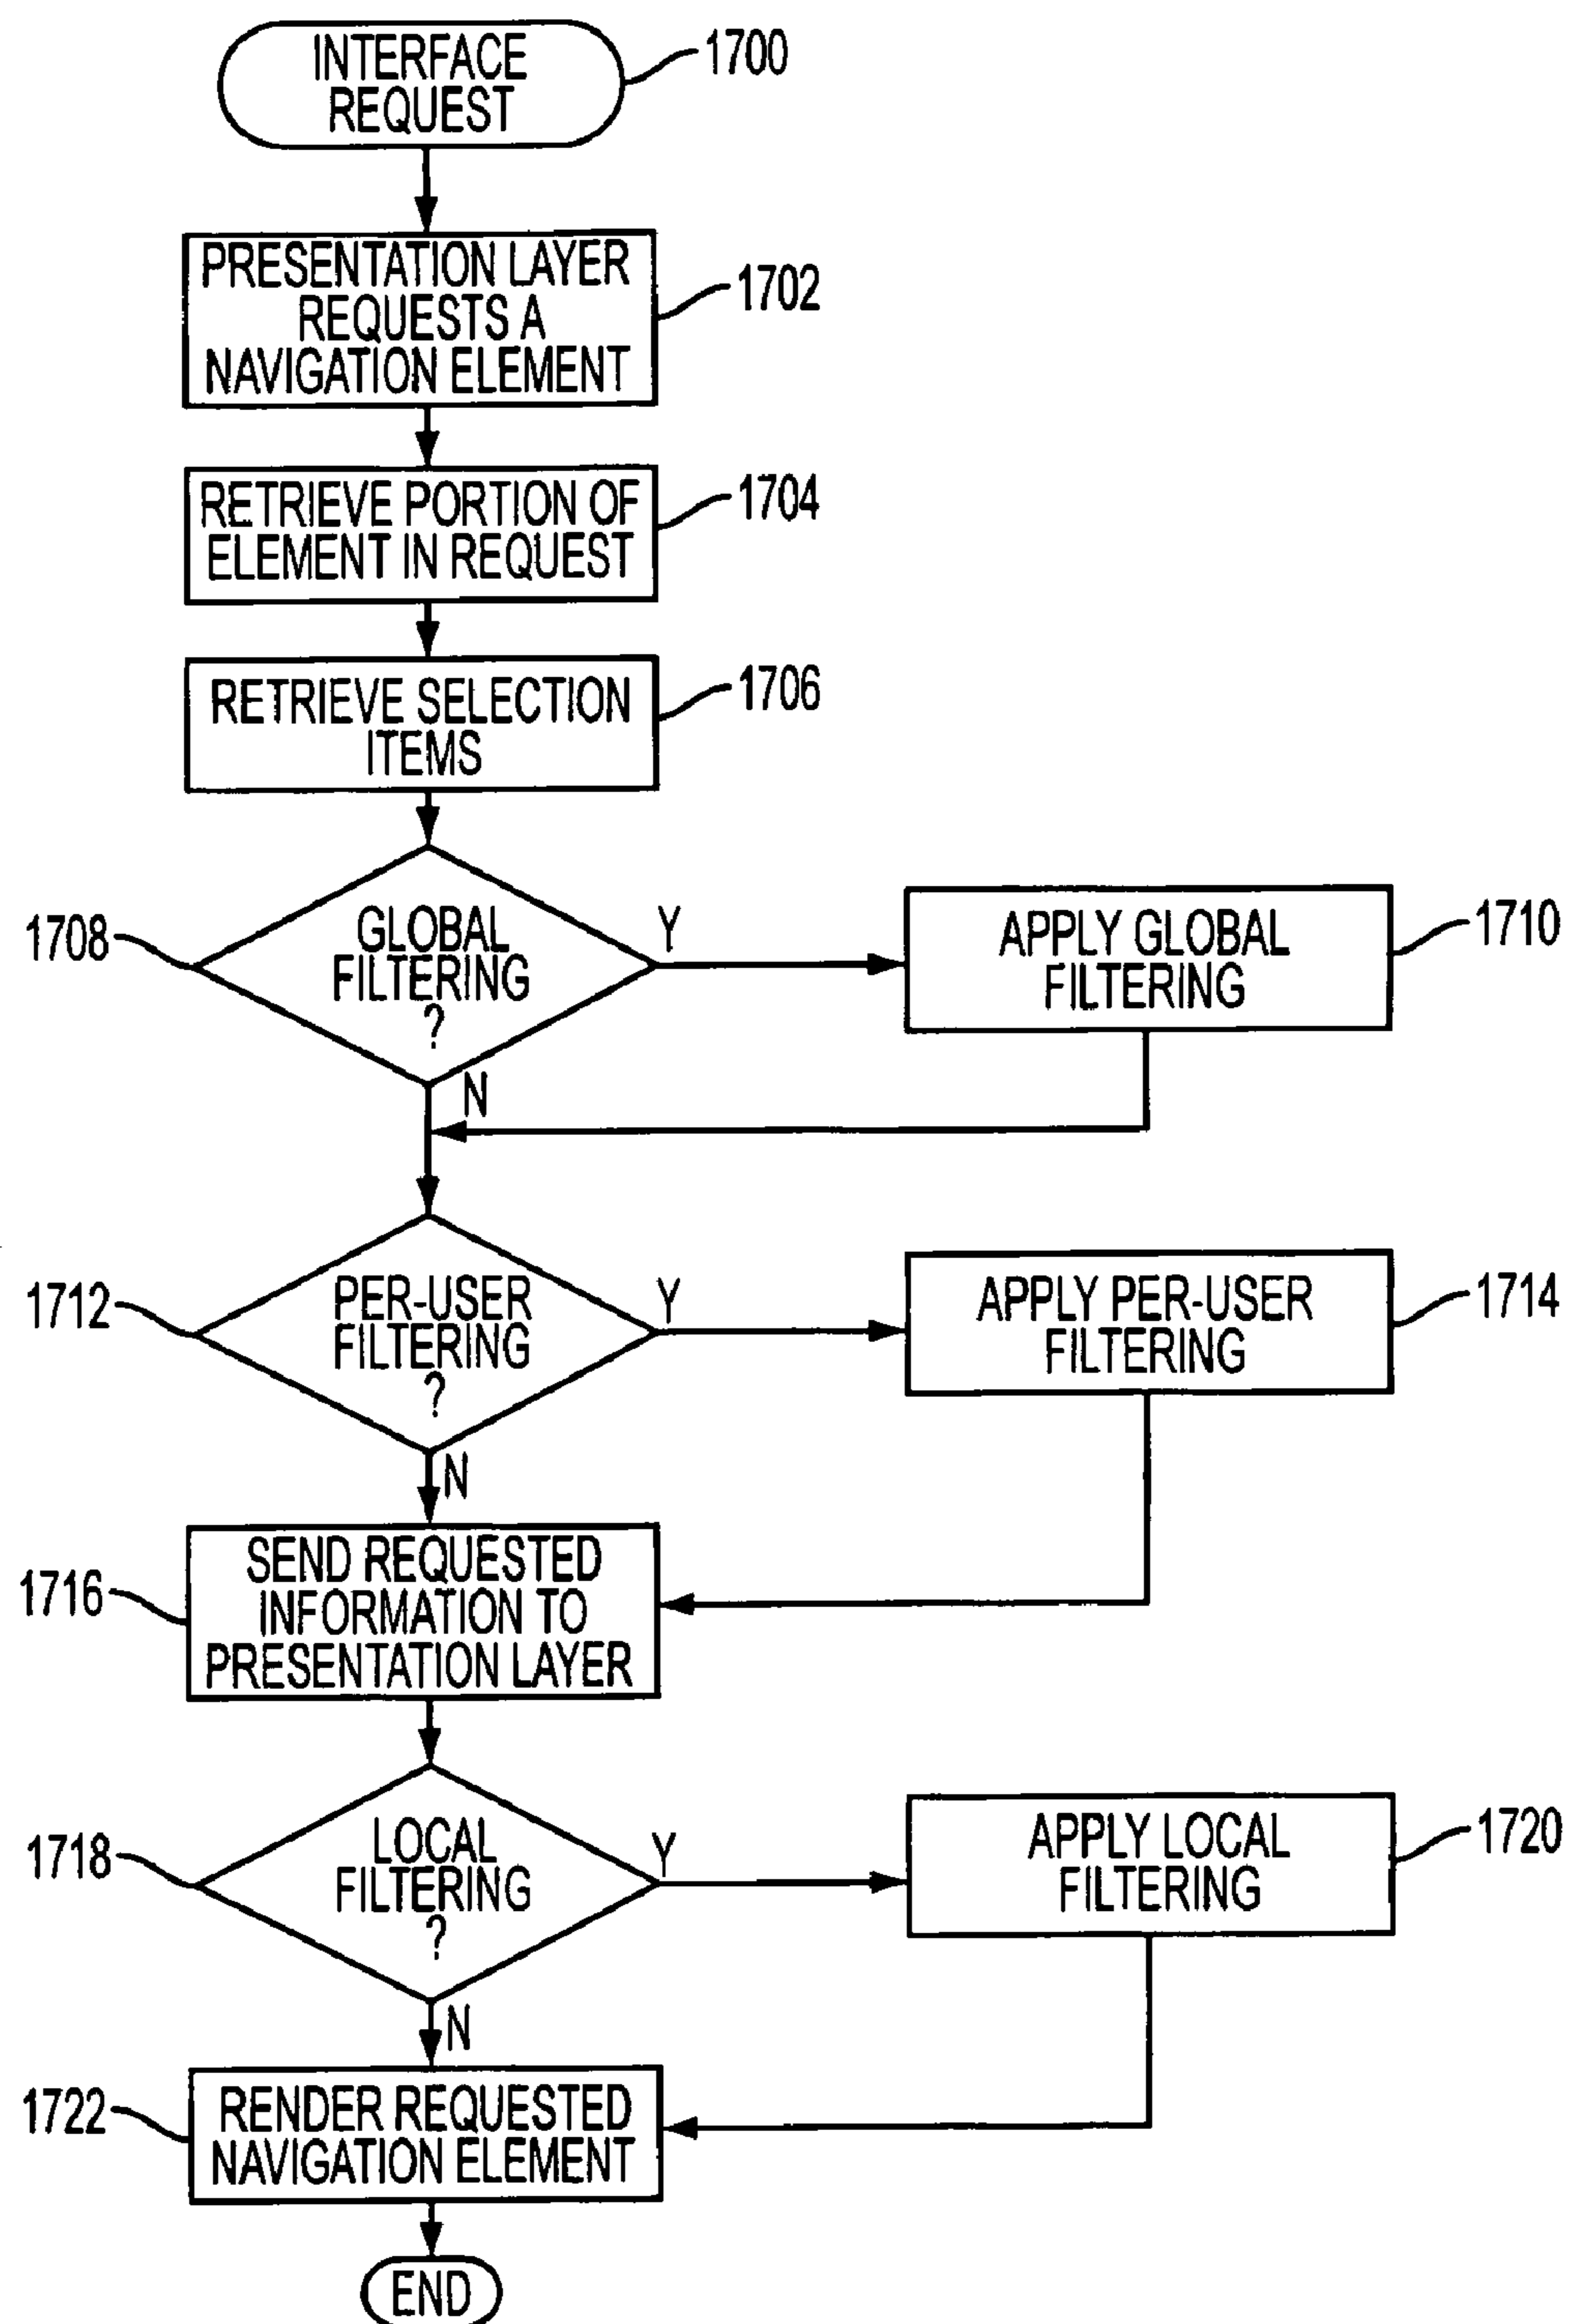 INTERFACE
REQUEST
1700
PRESENTATION LAYER
REQUESTS A
NAVIGATION ELEMENT
1702
RETRIEVE PORTION OF
ELEMENT IN REQUEST
1704
RETRIEVE SELECTION
ITEMS
1706
1708
GLOBAL
FILTERING
?
Y
N
APPLY GLOBAL
FILTERING
1710
1712
PER-USER
FILTERING
?
Y
N
APPLY PER-USER
FILTERING
1714
1716
SEND REQUESTED
INFORMATION TO
PRESENTATION LAYER
1718
LOCAL
FILTERING
?
Y
N
APPLY LOCAL
FILTERING
1720
1722
RENDER REQUESTED
NAVIGATION ELEMENT
END